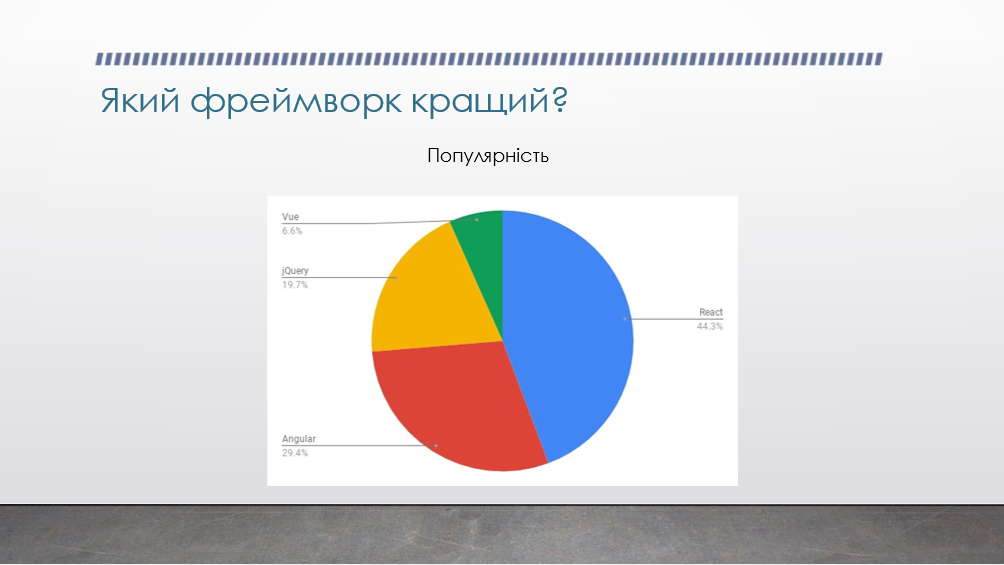 Який фреймворк кращий?
Популярність
Vue
6.6%
jQuery
19.7%
React
44.3%
Angular
29.4%